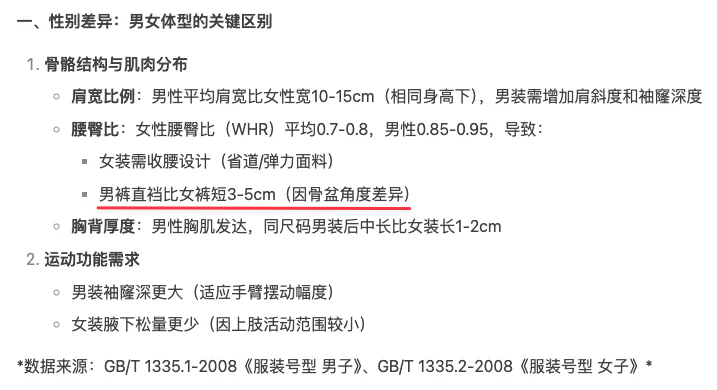 一、性别差异：男女体型的关键区别
1. 骨骼结构与肌肉分布
肩宽比例：男性平均肩宽比女性宽10-15cm（相同身高下），男装需增加肩斜度和袖窿深度
腰臀比：女性腰臀比（WHR）平均0.7-0.8，男性0.85-0.95，导致：
女装需收腰设计（省道/弹力面料）
男裤直裆比女裤短3-5cm（因骨盆角度差异）
胸背厚度：男性胸肌发达，同尺码男装后中长比女装长1-2cm
2. 运动功能需求
男装袖窿深更大（适应手臂摆动幅度）
女装腋下松量更少（因上肢活动范围较小）
*数据来源：GB/T 1335.1-2008《服装号型 男子》、GB/T 1335.2-2008《服装号型 女子》*